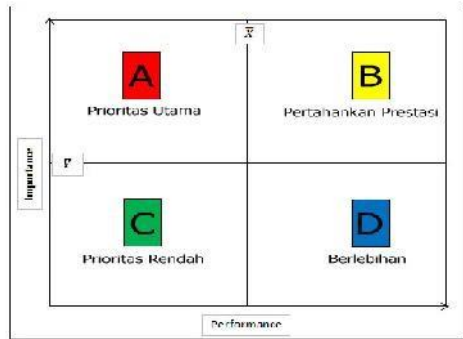 X̄
A
B
Prioritas Utama
Pertahankan Prestasi
Importance
C
D
Prioritas Rendah
Berlebihan
Performance